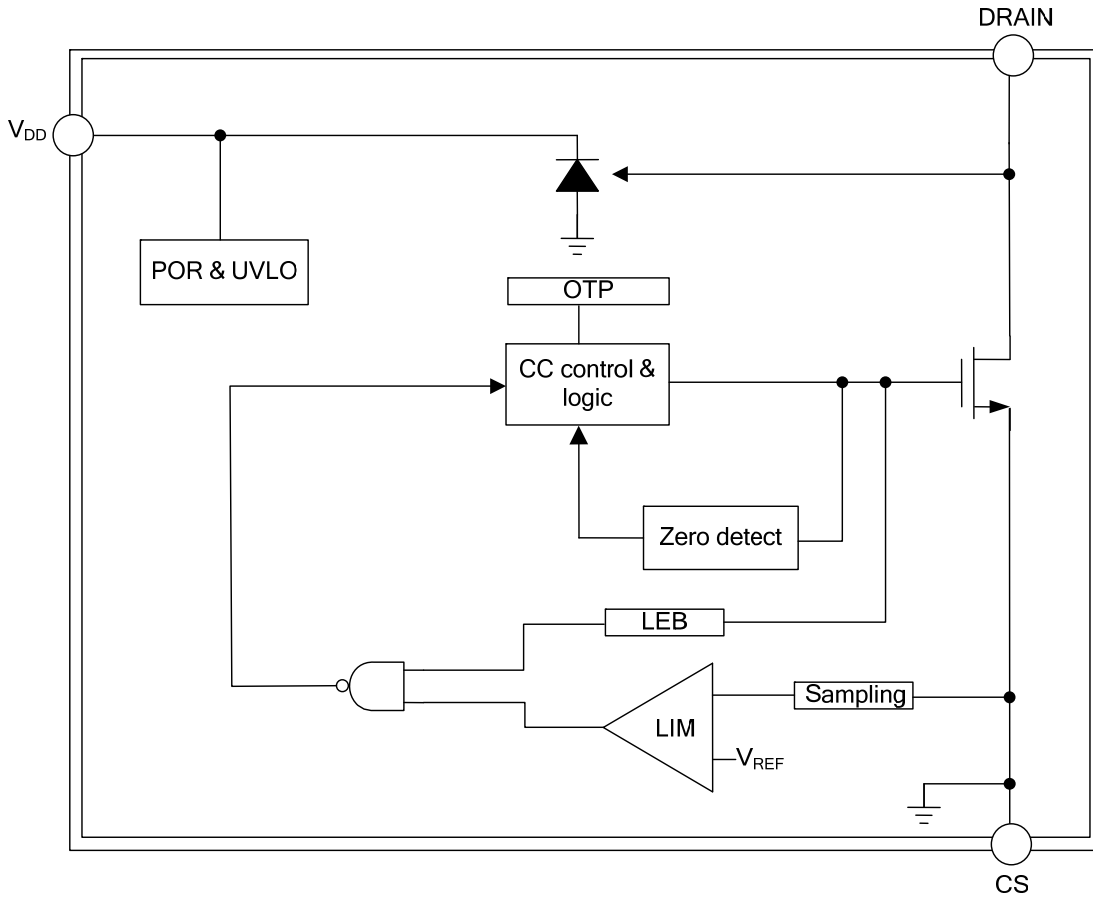 DRAIN
VDD
POR & UVLO
OTP
CC control &
logic
Zero detect
LEB
Sampling
LIM
VREF
CS